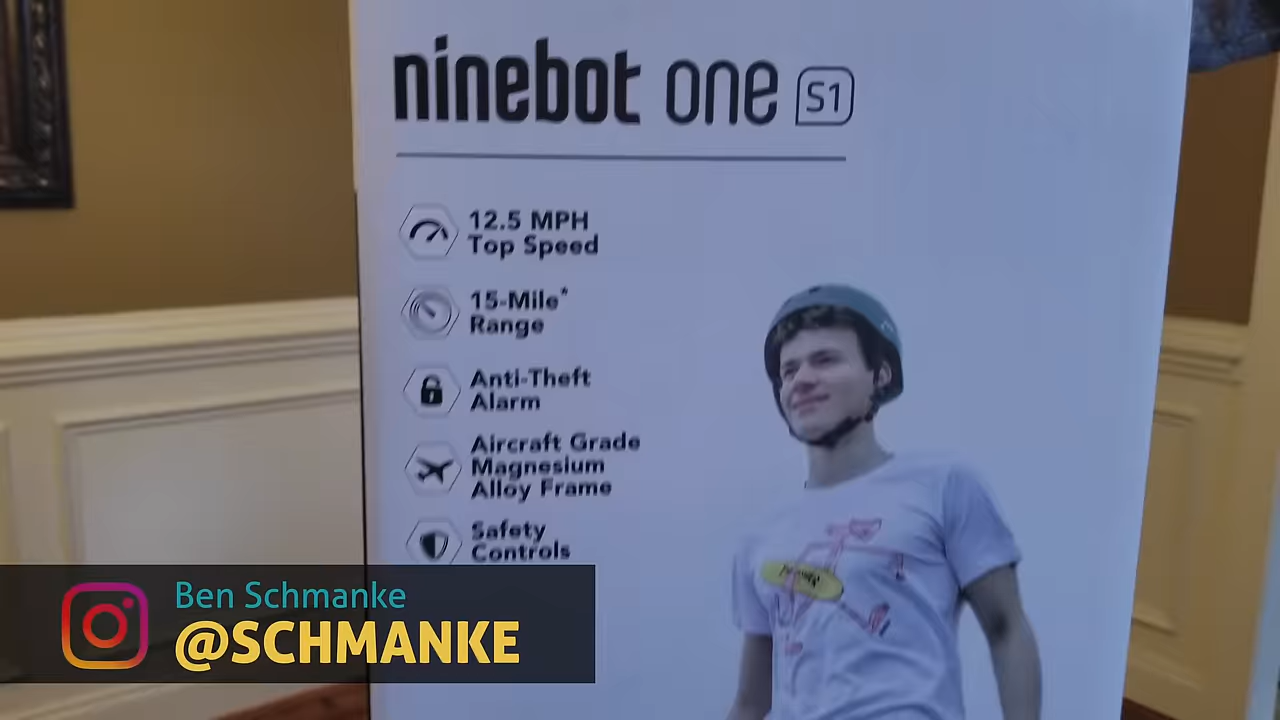 ninebot one S1
12.5 MPH
Top Speed
15-Mile*
Range
Anti-Theft
Alarm
Aircraft Grade
Magnesium
Alloy Frame
Safety
Controls
Ben Schmanke
@SCHMANKE